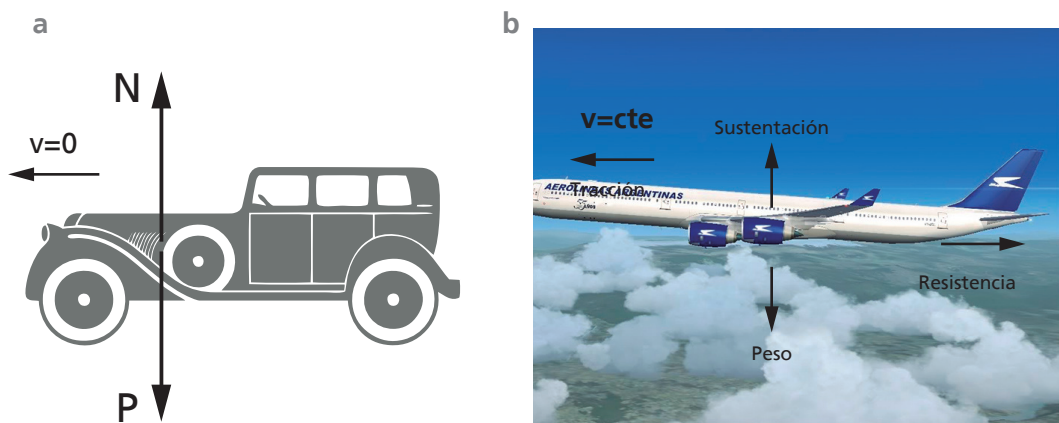 a
N
v=0
P
b
v=cte
Sustentación
Tracción
AEROLINEAS ARGENTINAS
Resistencia
Peso